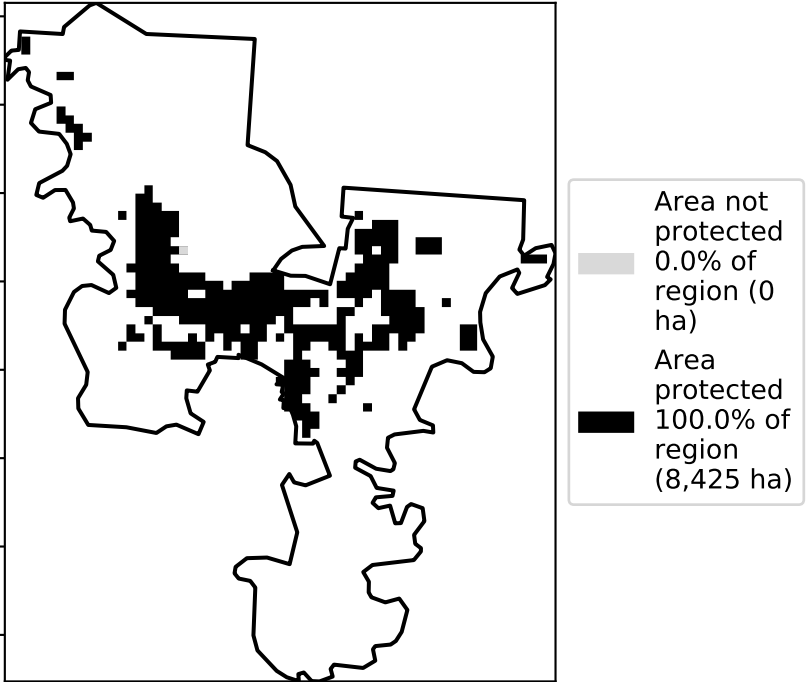 Area not
protected
0.0% of
region (0
ha)
Area
protected
100.0% of
region
(8,425 ha)